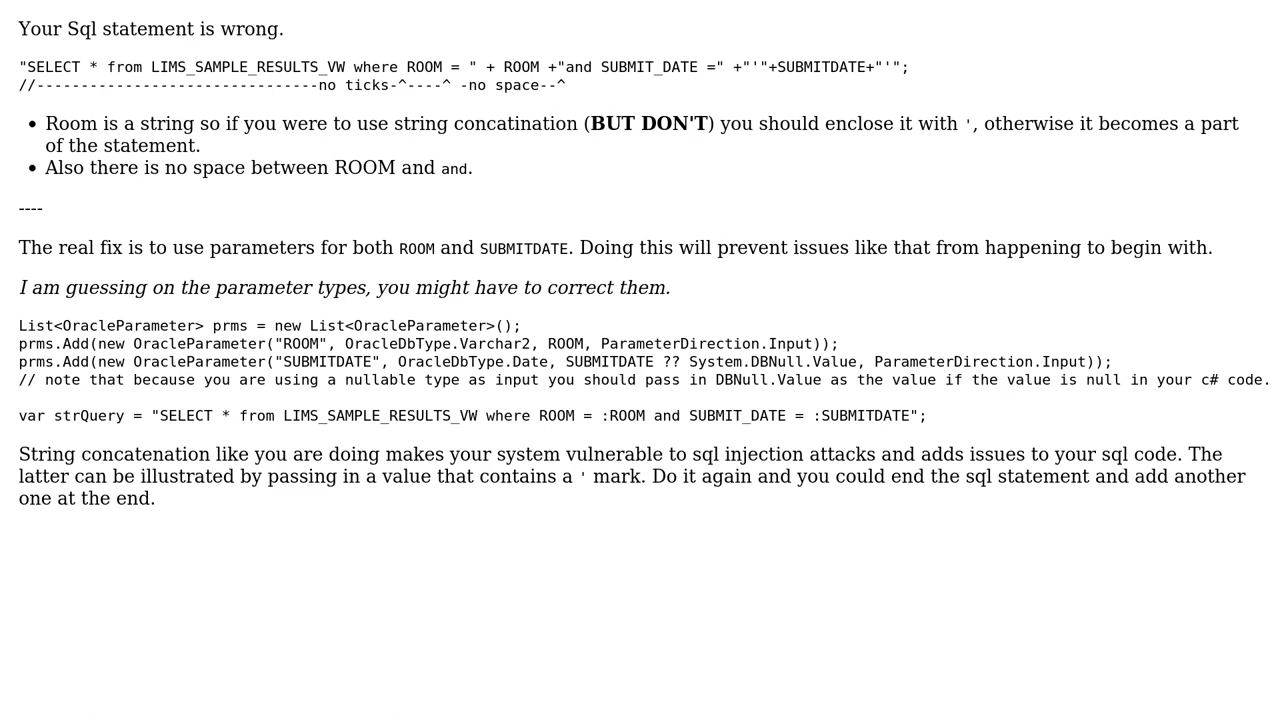 Your Sql statement is wrong.
"SELECT * from LIMS_SAMPLE_RESULTS_VW where ROOM = " + ROOM +"and SUBMIT_DATE =" +"'"+SUBMITDATE+"'";
//--------------------------------no ticks-^----^ -no space--^
• Room is a string so if you were to use string concatination (BUT DON'T) you should enclose it with ', otherwise it becomes a part
of the statement.
• Also there is no space between ROOM and and.
----
The real fix is to use parameters for both ROOM and SUBMITDATE. Doing this will prevent issues like that from happening to begin with.
I am guessing on the parameter types, you might have to correct them.
List<OracleParameter> prms = new List<OracleParameter>();
prms.Add(new OracleParameter("ROOM", OracleDbType.Varchar2, ROOM, ParameterDirection.Input));
prms.Add(new OracleParameter("SUBMITDATE", OracleDbType.Date, SUBMITDATE ?? System.DBNull.Value, ParameterDirection.Input));
// note that because you are using a nullable type as input you should pass in DBNull.Value as the value if the value is null in your c# code.
var strQuery = "SELECT * from LIMS_SAMPLE_RESULTS_VW where ROOM = :ROOM and SUBMIT_DATE = :SUBMITDATE";
String concatenation like you are doing makes your system vulnerable to sql injection attacks and adds issues to your sql code. The
latter can be illustrated by passing in a value that contains a ' mark. Do it again and you could end the sql statement and add another
one at the end.